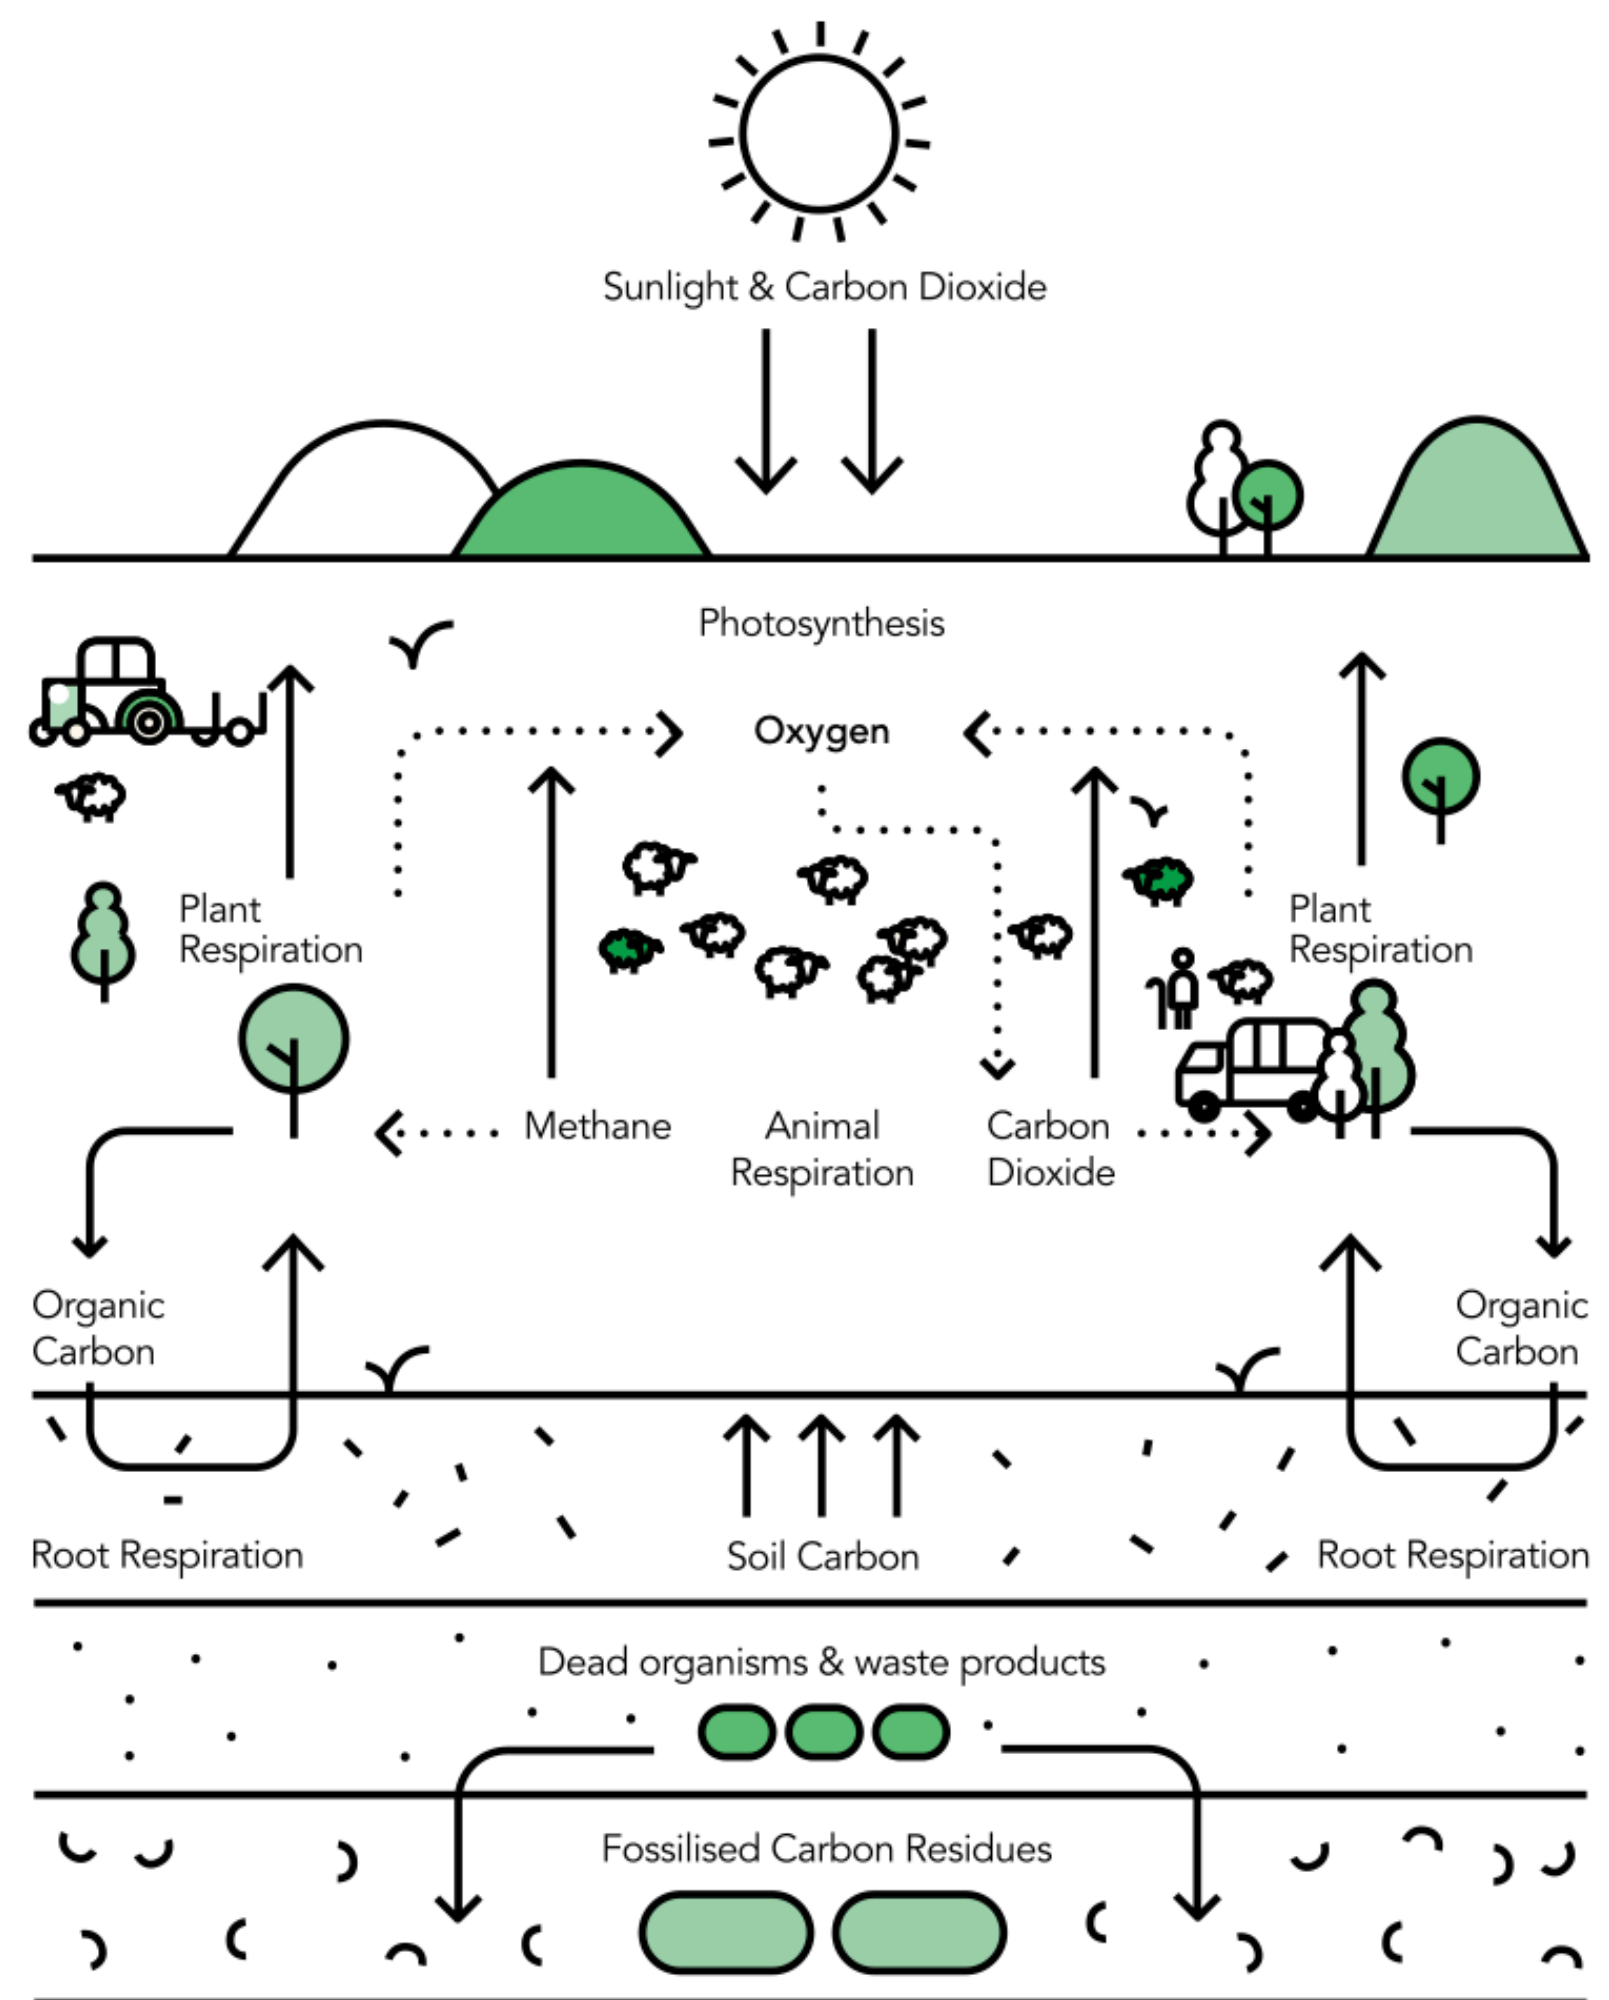 Sunlight & Carbon Dioxide
Photosynthesis
Oxygen
Plant
Respiration
Plant
Respiration
Methane
Animal
Respiration
Carbon
Dioxide
Organic
Carbon
Organic
Carbon
Root Respiration
Soil Carbon
Root Respiration
Dead organisms & waste products
Fossilised Carbon Residues